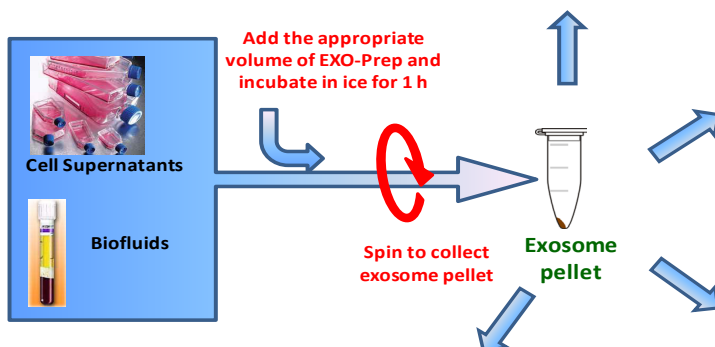 Add the appropriate
volume of EXO-Prep and
incubate in ice for 1 h
Cell Supernatants
Biofluids
Spin to collect
exosome pellet
Exosome
pellet